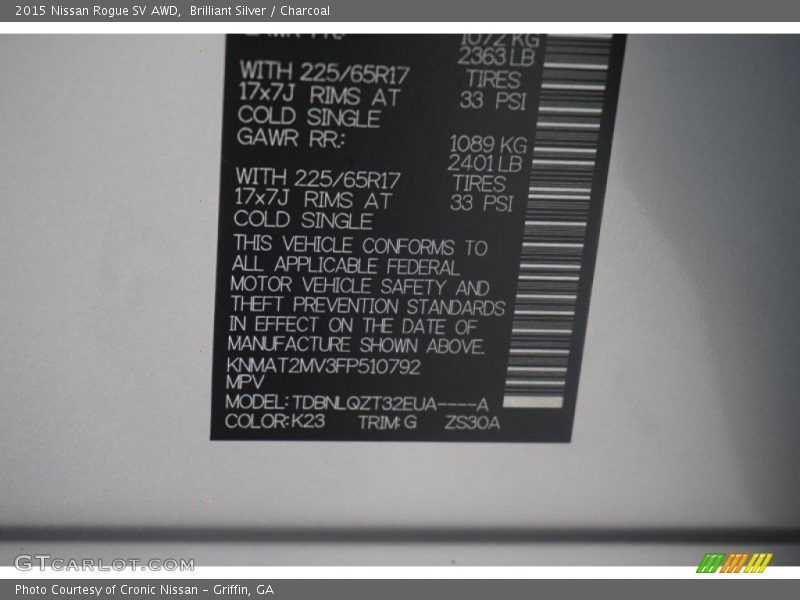 2015 Nissan Rogue SV AWD, Brilliant Silver / Charcoal
1072 KG
2363 LB
WITH 225/65R17 TIRES
17x7J RIMS AT 33 PSI
COLD SINGLE
GAWR RR.: 1089 KG
2401 LB
WITH 225/65R17 TIRES
17x7J RIMS AT 33 PSI
COLD SINGLE
THIS VEHICLE CONFORMS TO
ALL APPLICABLE FEDERAL
MOTOR VEHICLE SAFETY AND
THEFT PREVENTION STANDARDS
IN EFFECT ON THE DATE OF
MANUFACTURE SHOWN ABOVE.
KNMAT2MV3FP510792
MPV
MODEL: TDBNLQZT32EUA----A
COLOR: K23 TRIM: G ZS30A
GTCARLOT.COM
Photo Courtesy of Cronic Nissan - Griffin, GA